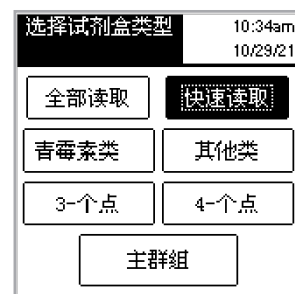 选择试剂盒类型 10:34am
10/29/21
全部读取 快速读取
青霉素类 其他类
3-个点 4-个点
主群组